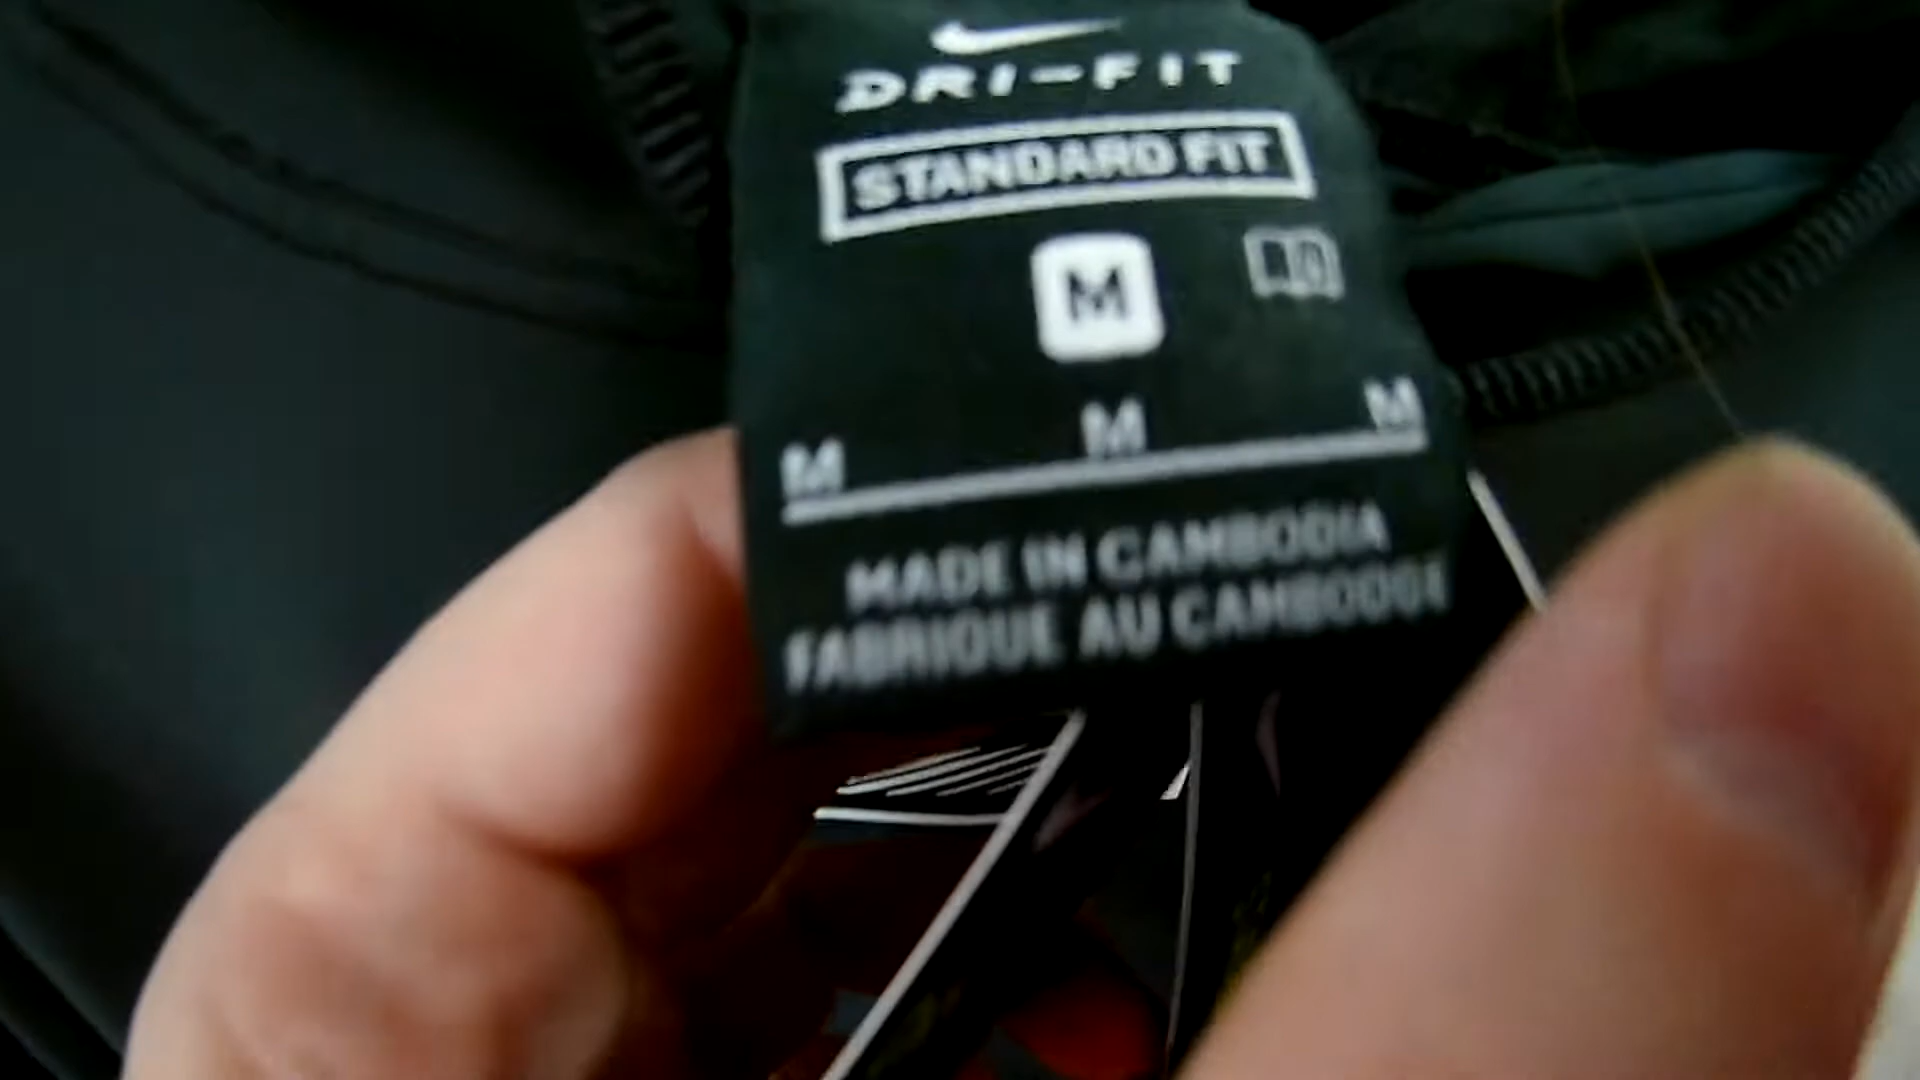 DRI-FIT
STANDARD FIT
M
M M M
MADE IN CAMBODIA
FABRIQUE AU CAMBODGE